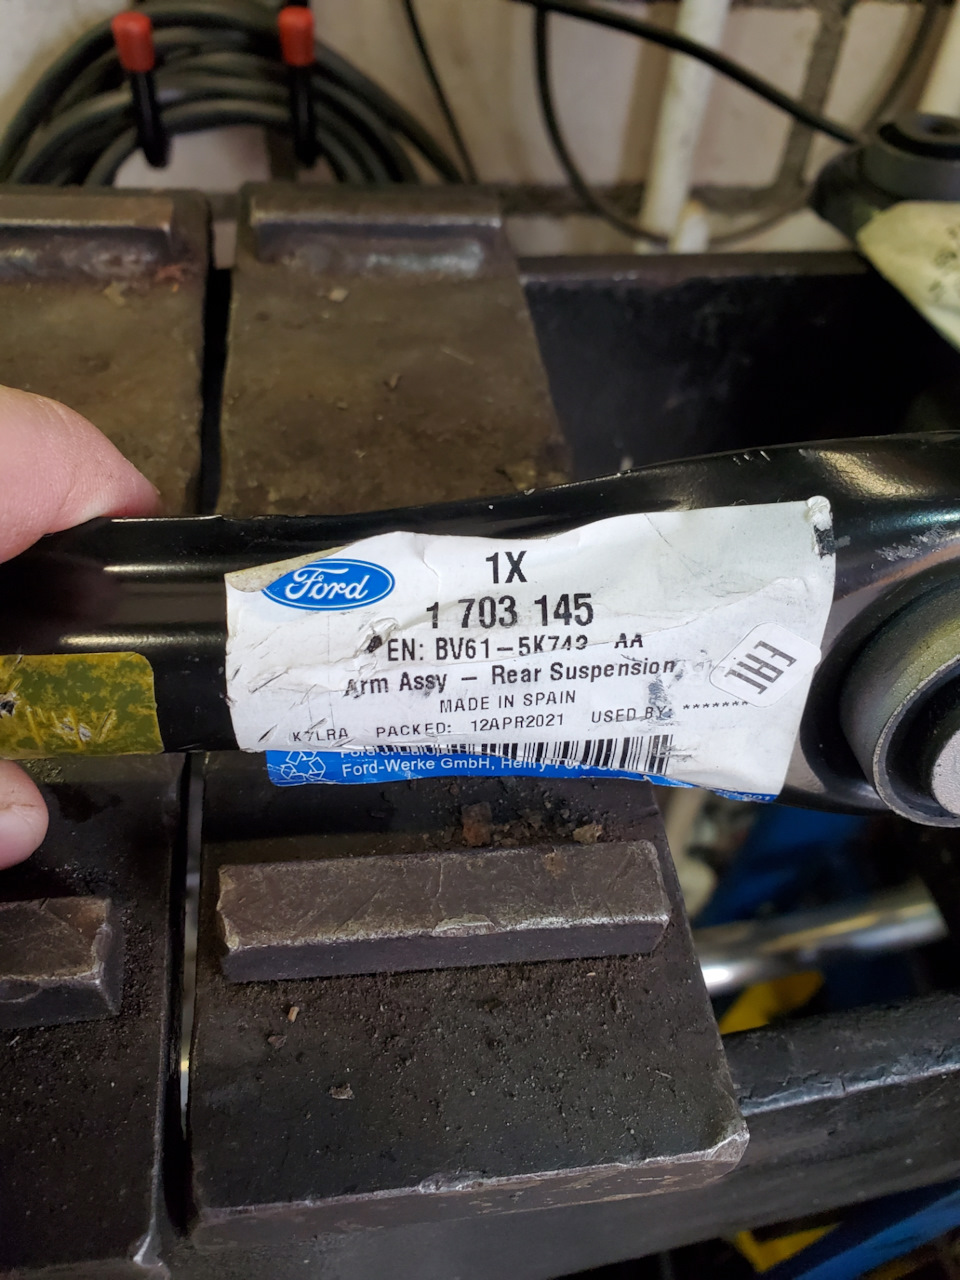 Ford
1X
1 703 145
EN: BV61-5K743 AA
Arm Assy - Rear Suspension
MADE IN SPAIN
K7LRA PACKED: 12APR2021 USED BY: *******
Ford-Werke GmbH,
EAC